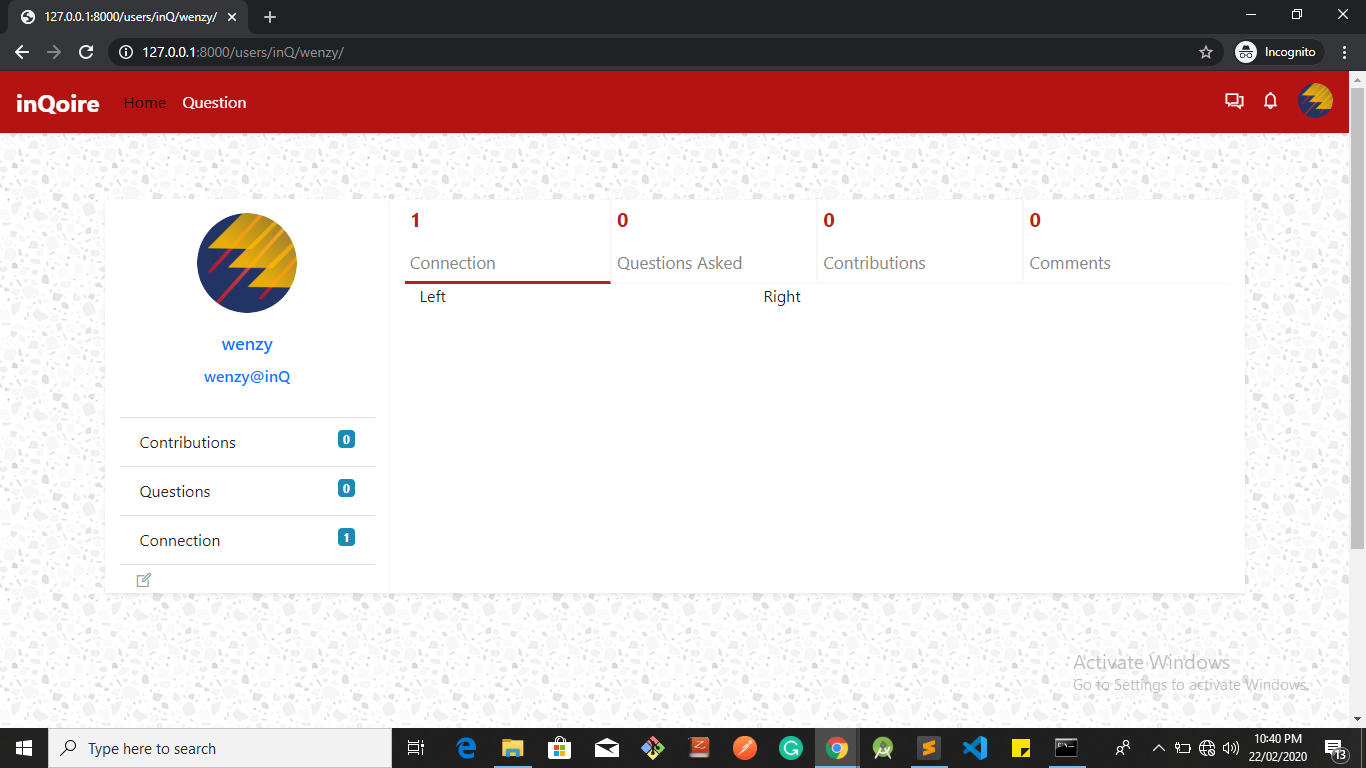 127.0.0.1:8000/users/inQ/wenzy/
127.0.0.1:8000/users/inQ/wenzy/
Incognito
inQoire Home Question
1 0 0 0
Connection Questions Asked Contributions Comments
Left Right
wenzy
wenzy@inQ
Contributions 0
Questions 0
Connection 1
Activate Windows
Go to Settings to activate Windows.
Type here to search
10:40 PM
22/02/2020
13